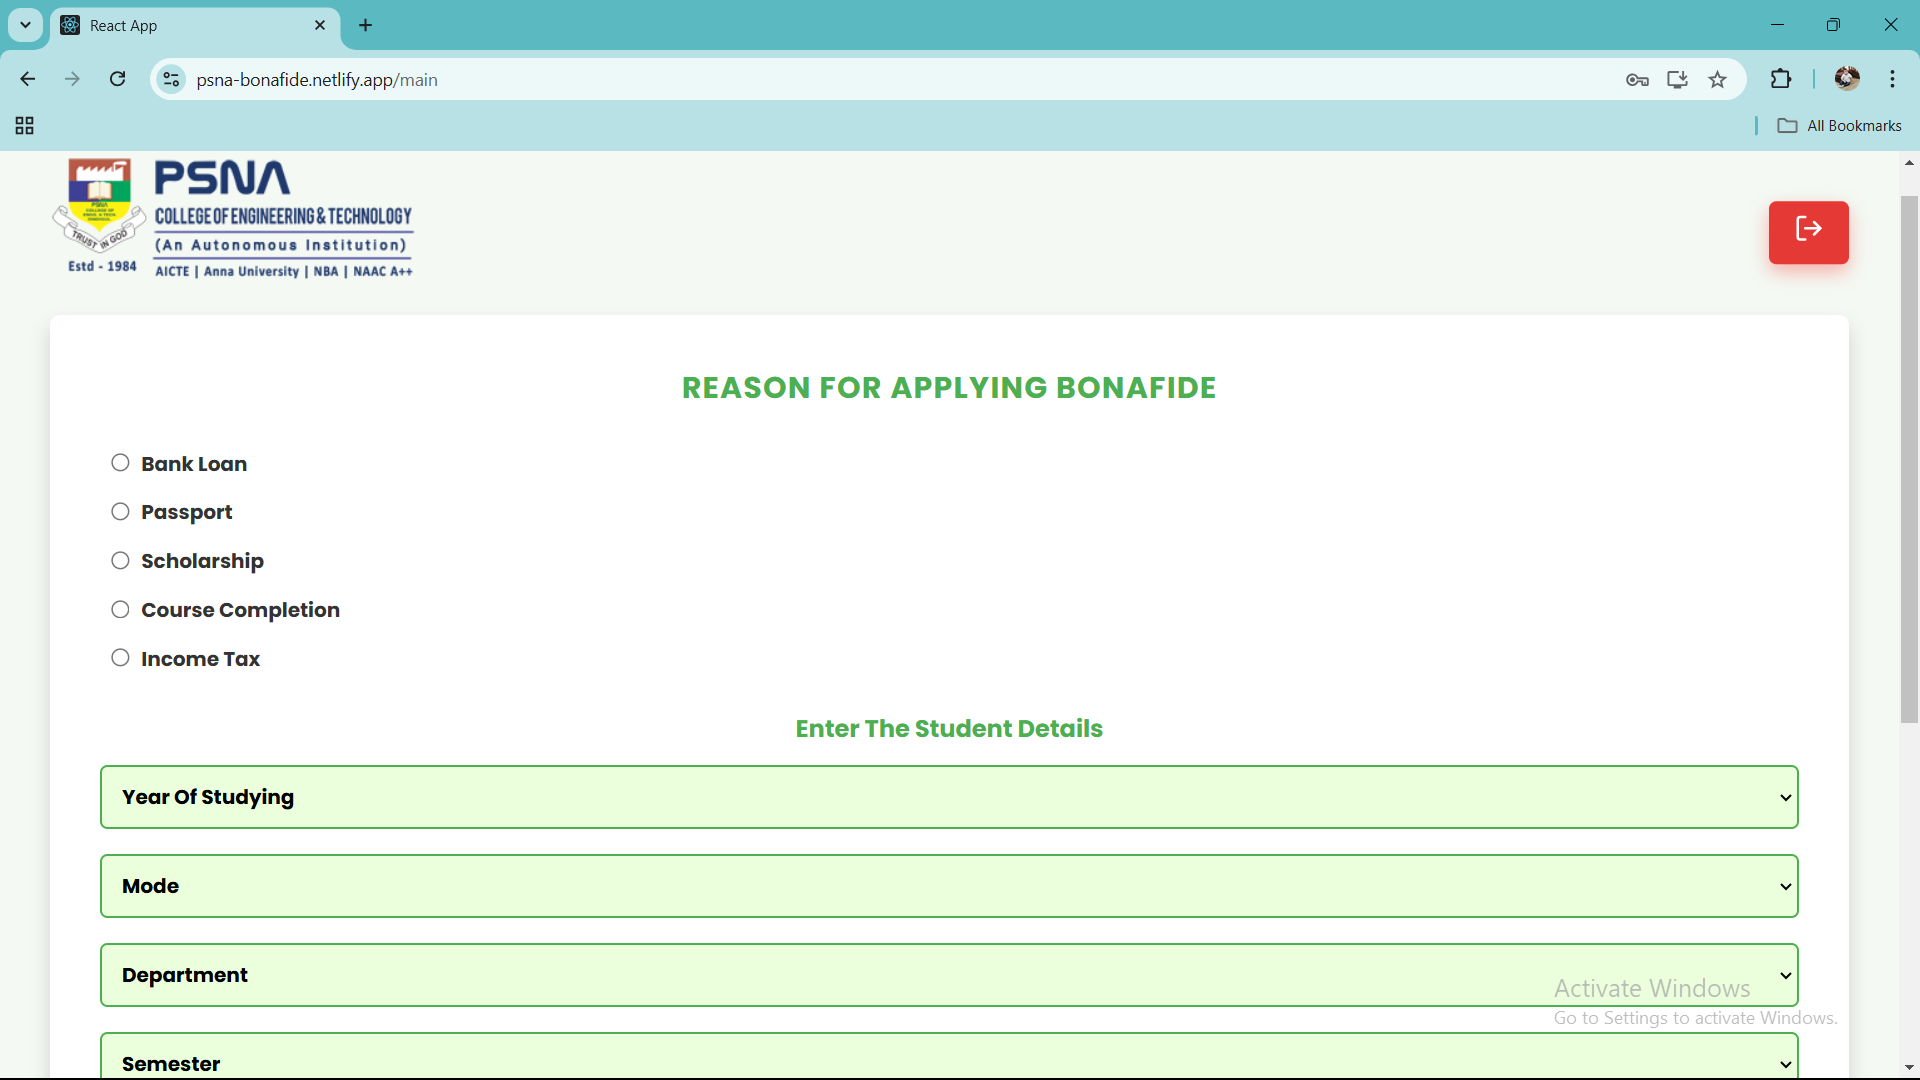 React App
psna-bonafide.netlify.app/main
All Bookmarks
PSNA
COLLEGE OF ENGINEERING & TECHNOLOGY
(An Autonomous Institution)
AICTE | Anna University | NBA | NAAC A++
PSNA
TRUST IN GOD
Estd - 1984
REASON FOR APPLYING BONAFIDE
Bank Loan
Passport
Scholarship
Course Completion
Income Tax
Enter The Student Details
Year Of Studying
Mode
Department
Semester
Activate Windows
Go to Settings to activate Windows.